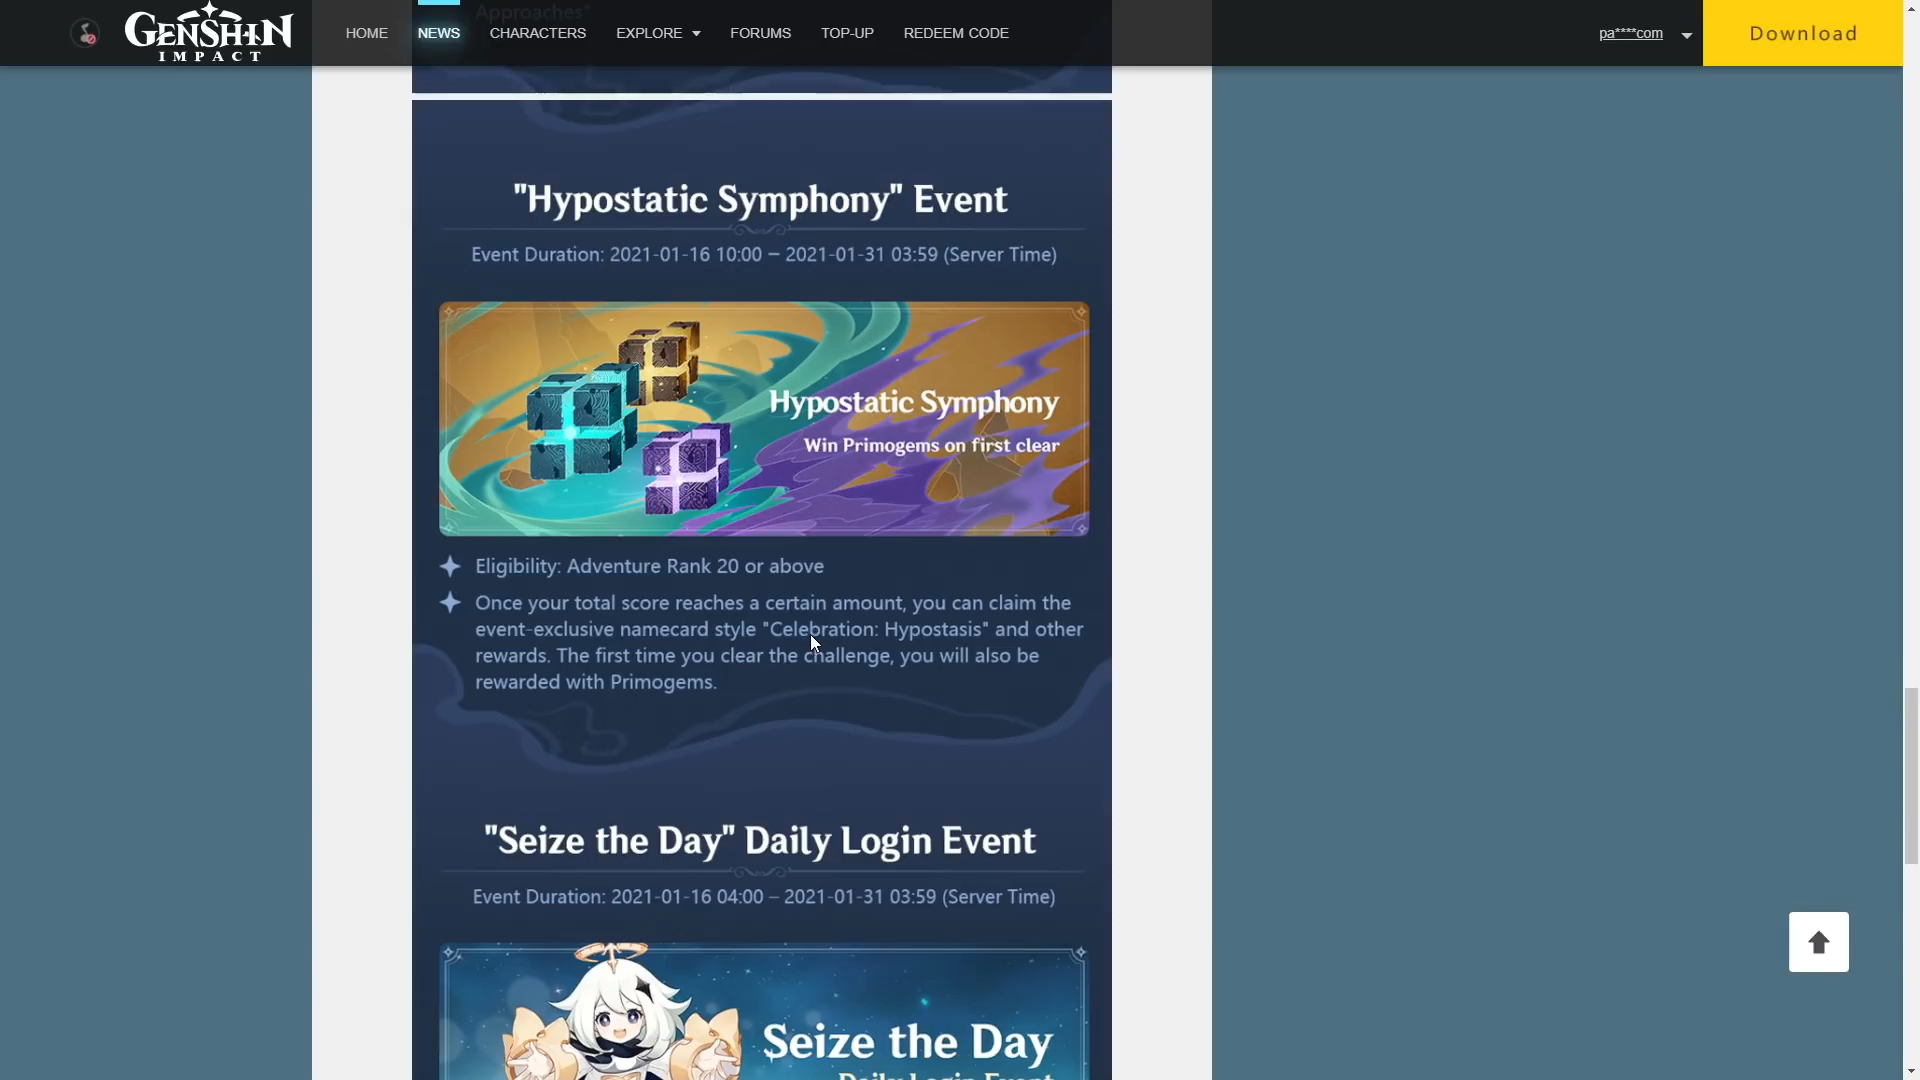 Approaches"
GENSHIN
IMPACT
HOME
NEWS
CHARACTERS
EXPLORE
FORUMS
TOP-UP
REDEEM CODE
pa****com
Download
"Hypostatic Symphony" Event
Event Duration: 2021-01-16 10:00 – 2021-01-31 03:59 (Server Time)
Hypostatic Symphony
Win Primogems on first clear
Eligibility: Adventure Rank 20 or above
Once your total score reaches a certain amount, you can claim the
event-exclusive namecard style "Celebration: Hypostasis" and other
rewards. The first time you clear the challenge, you will also be
rewarded with Primogems.
"Seize the Day" Daily Login Event
Event Duration: 2021-01-16 04:00 – 2021-01-31 03:59 (Server Time)
Seize the Day
Daily Login Event